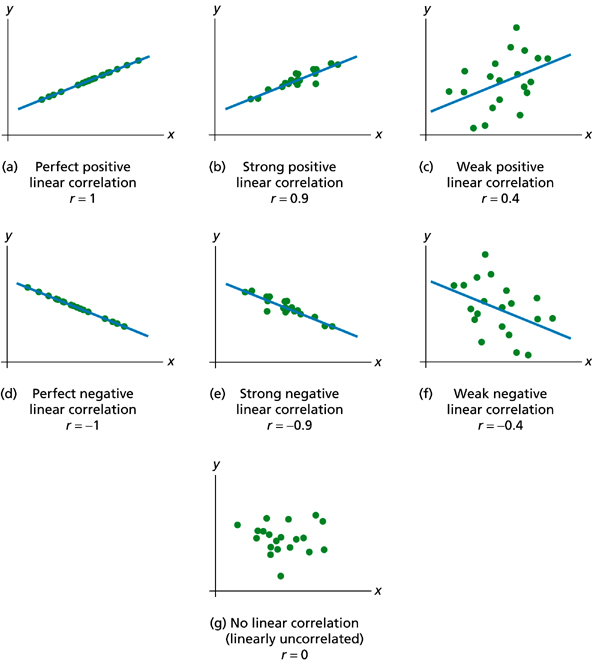 y
x
(a) Perfect positive
linear correlation
r = 1
y
x
(b) Strong positive
linear correlation
r = 0.9
y
x
(c) Weak positive
linear correlation
r = 0.4
y
x
(d) Perfect negative
linear correlation
r = −1
y
x
(e) Strong negative
linear correlation
r = −0.9
y
x
(f) Weak negative
linear correlation
r = −0.4
y
x
(g) No linear correlation
(linearly uncorrelated)
r = 0